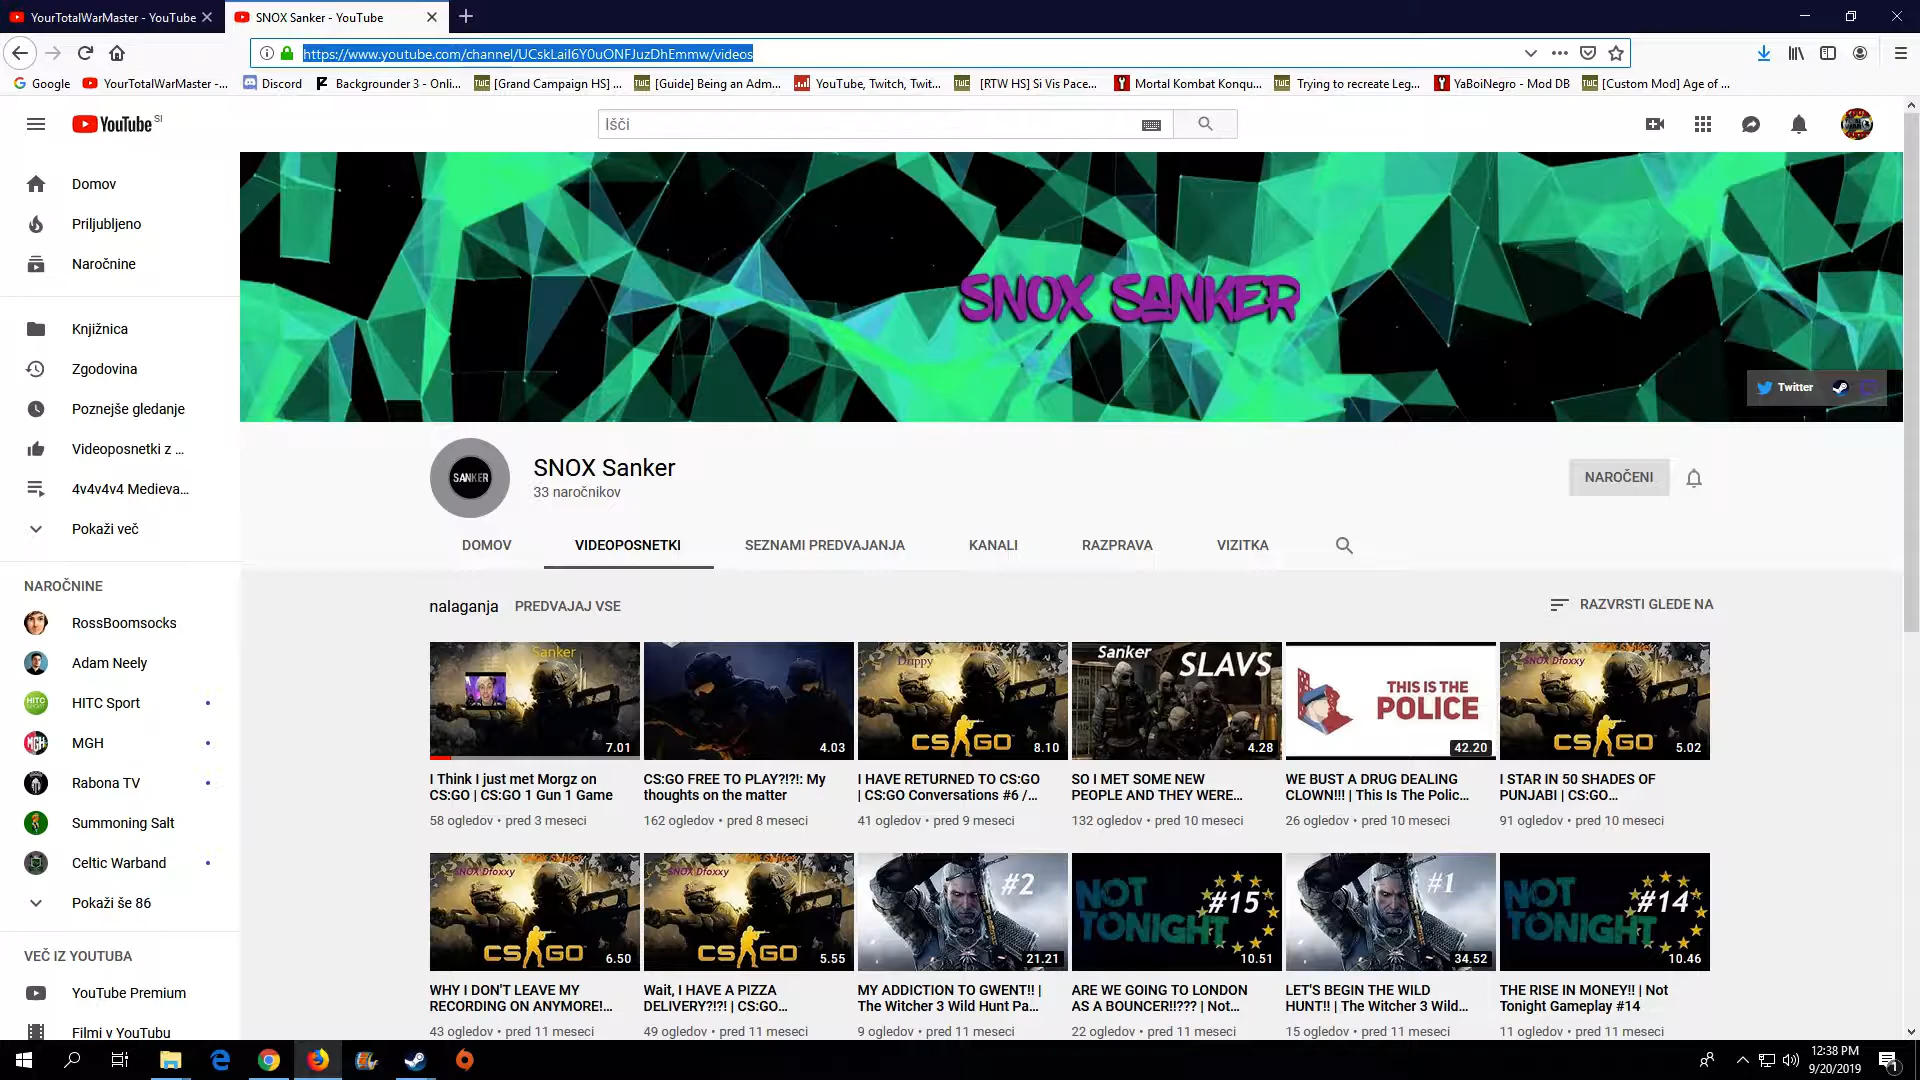 YourTotalWarMaster - YouTube
SNOX Sanker - YouTube
https://www.youtube.com/channel/UCskLaiI6Y0uONFJuzDhEmmw/videos
Google
YourTotalWarMaster -...
Discord
Backgrounder 3 - Onli...
[Grand Campaign HS] ...
[Guide] Being an Adm...
YouTube, Twitch, Twit...
[RTW HS] Si Vis Pace...
Mortal Kombat Konqu...
Trying to recreate Leg...
YaBoiNegro - Mod DB
[Custom Mod] Age of ...
YouTube SI
Išči
Domov
Priljubljeno
Naročnine
Knjižnica
Zgodovina
Poznejše gledanje
Videoposnetki z ...
4v4v4v4 Medieva...
Pokaži več
NAROČNINE
RossBoomsocks
Adam Neely
HITC Sport
MGH
Rabona TV
Summoning Salt
Celtic Warband
Pokaži še 86
VEČ IZ YOUTUBA
YouTube Premium
Filmi v YouTubu
SNOX SANKER
Twitter
SANKER
SNOX Sanker
33 naročnikov
NAROČENI
DOMOV
VIDEOPOSNETKI
SEZNAMI PREDVAJANJA
KANALI
RAZPRAVA
VIZITKA
nalaganja
PREDVAJAJ VSE
RAZVRSTI GLEDE NA
Sanker
7.01
4.03
Drippy
CS:GO
8.10
Sanker
SLAVS
4.28
THIS IS THE
POLICE
42.20
SNOX Dfoxxy
CS:GO
5.02
I Think I just met Morgz on
CS:GO | CS:GO 1 Gun 1 Game
58 ogledov • pred 3 meseci
CS:GO FREE TO PLAY?!?!: My
thoughts on the matter
162 ogledov • pred 8 meseci
I HAVE RETURNED TO CS:GO
| CS:GO Conversations #6 /...
41 ogledov • pred 9 meseci
SO I MET SOME NEW
PEOPLE AND THEY WERE...
132 ogledov • pred 10 meseci
WE BUST A DRUG DEALING
CLOWN!!! | This Is The Polic...
26 ogledov • pred 10 meseci
I STAR IN 50 SHADES OF
PUNJABI | CS:GO...
91 ogledov • pred 10 meseci
SNOX Sanker
SNOX Dfoxxy
CS:GO
6.50
SNOX Sanker
SNOX Dfoxxy
CS:GO
5.55
#2
21.21
NOT
TONIGHT
#15
10.51
#1
34.52
NOT
TONIGHT
#14
10.46
WHY I DON'T LEAVE MY
RECORDING ON ANYMORE!...
43 ogledov • pred 11 meseci
Wait, I HAVE A PIZZA
DELIVERY?!?! | CS:GO...
49 ogledov • pred 11 meseci
MY ADDICTION TO GWENT!! |
The Witcher 3 Wild Hunt Pa...
9 ogledov • pred 11 meseci
ARE WE GOING TO LONDON
AS A BOUNCER!!??? | Not...
22 ogledov • pred 11 meseci
LET'S BEGIN THE WILD
HUNT!! | The Witcher 3 Wild...
15 ogledov • pred 11 meseci
THE RISE IN MONEY!! | Not
Tonight Gameplay #14
11 ogledov • pred 11 meseci
12:38 PM
9/20/2019
1